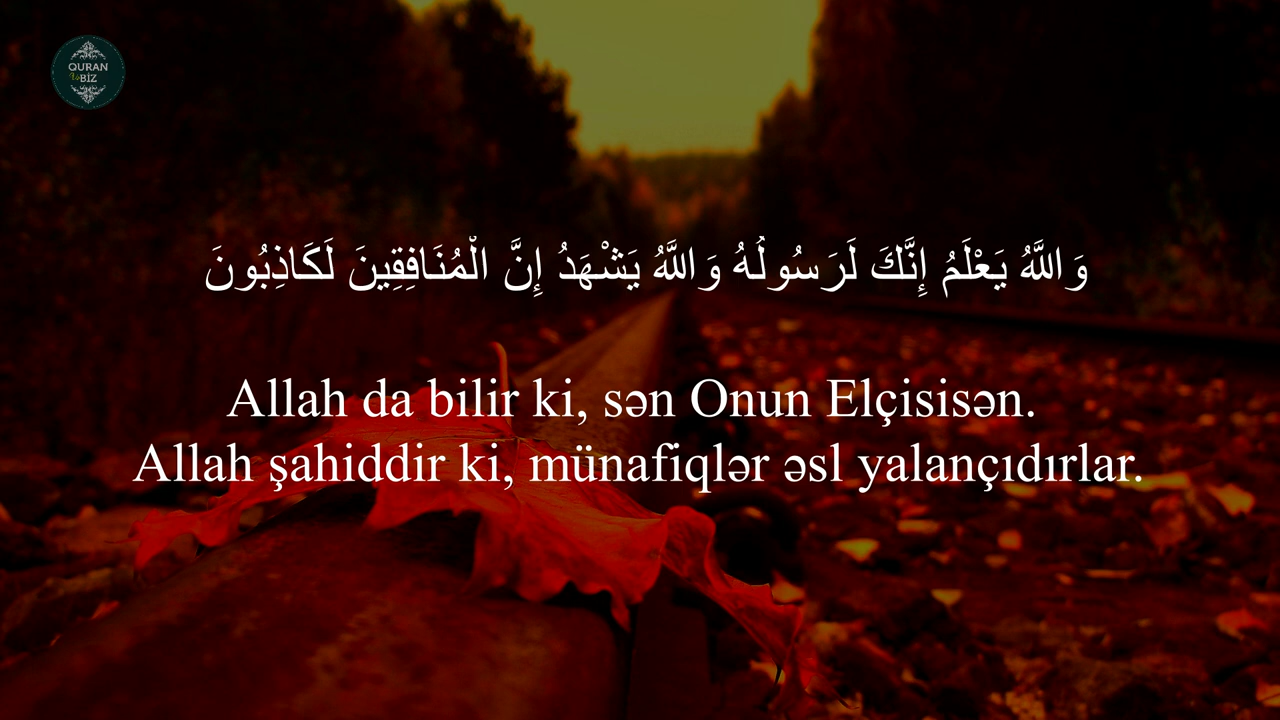 QURAN
Və
BİZ
وَاللَّهُ يَعْلَمُ إِنَّكَ لَرَسُولُهُ وَاللَّهُ يَشْهَدُ إِنَّ الْمُنَافِقِينَ لَكَاذِبُونَ
Allah da bilir ki, sən Onun Elçisisən.
Allah şahiddir ki, münafiqlər əsl yalançıdırlar.